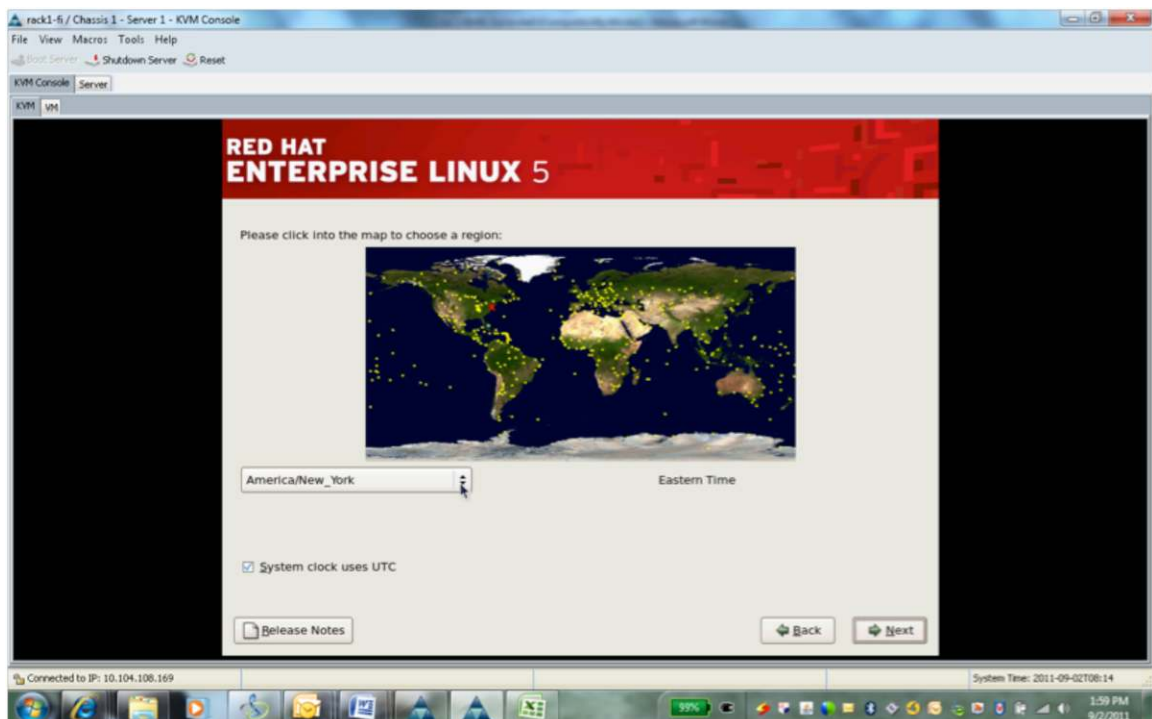 rack1-fi / Chassis 1 - Server 1 - KVM Console
File View Macros Tools Help
Boot Server Shutdown Server Reset
KVM Console Server
KVM VM
RED HAT
ENTERPRISE LINUX 5
Please click into the map to choose a region:
America/New_York
Eastern Time
System clock uses UTC
Release Notes
Back
Next
Connected to IP: 10.104.108.169
System Time: 2011-09-02T08:14
99%
1:59 PM
9/2/2011